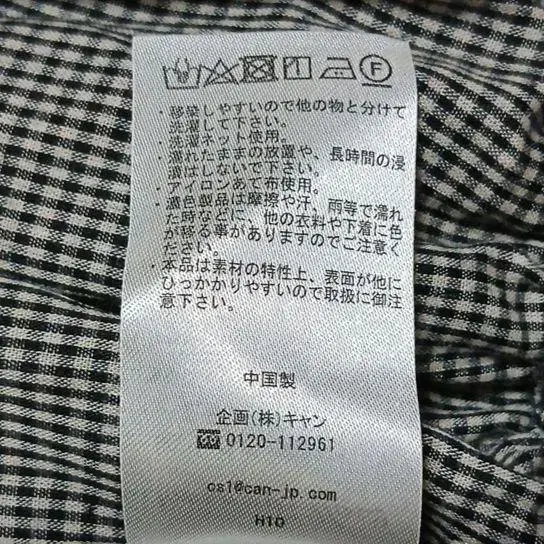 ・移染しやすいので他の物と分けて
洗濯して下さい。
・洗濯ネット使用。
・濡れたままの放置や、長時間の浸
漬はしないで下さい。
・アイロンあて布使用。
・濃色製品は摩擦や汗、雨等で濡れ
た時などに、他の衣料や下着に色
が移る事がありますのでご注意く
ださい。
・本品は素材の特性上、表面が他に
ひっかかりやすいので取扱に御注
意下さい。
中国製
企画(株)キャン
0120-112961
cs1@can-jp.com
H10